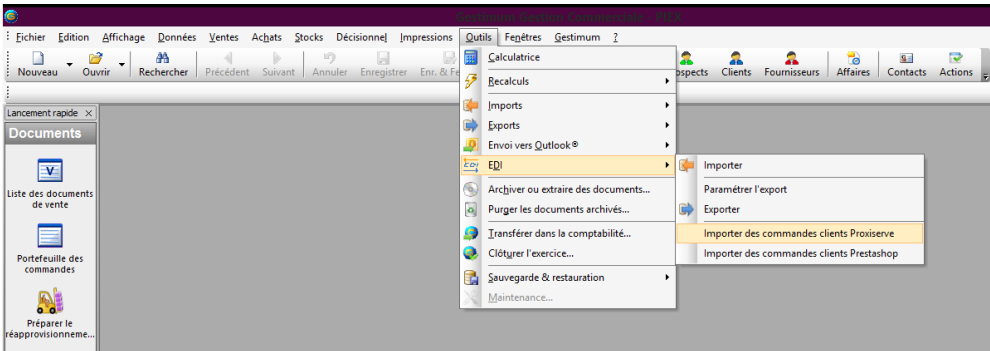 Gestimum Gestion Commerciale - PIEX
Fichier Edition Affichage Données Ventes Achats Stocks Décisionnel Impressions Outils Fenêtres Gestimum ?
Nouveau Ouvrir Rechercher Précédent Suivant Annuler Enregistrer Enr. & Fe
ospects Clients Fournisseurs Affaires Contacts Actions
Calculatrice
Recalculs
Imports
Exports
Envoi vers Outlook®
EDI
Archiver ou extraire des documents...
Purger les documents archivés...
Transférer dans la comptabilité...
Clôturer l'exercice...
Sauvegarde & restauration
Maintenance...
Importer
Paramétrer l'export
Exporter
Importer des commandes clients Proxiserve
Importer des commandes clients Prestashop
Lancement rapide
Documents
Liste des documents
de vente
Portefeuille des
commandes
Préparer le
réapprovisionneme...